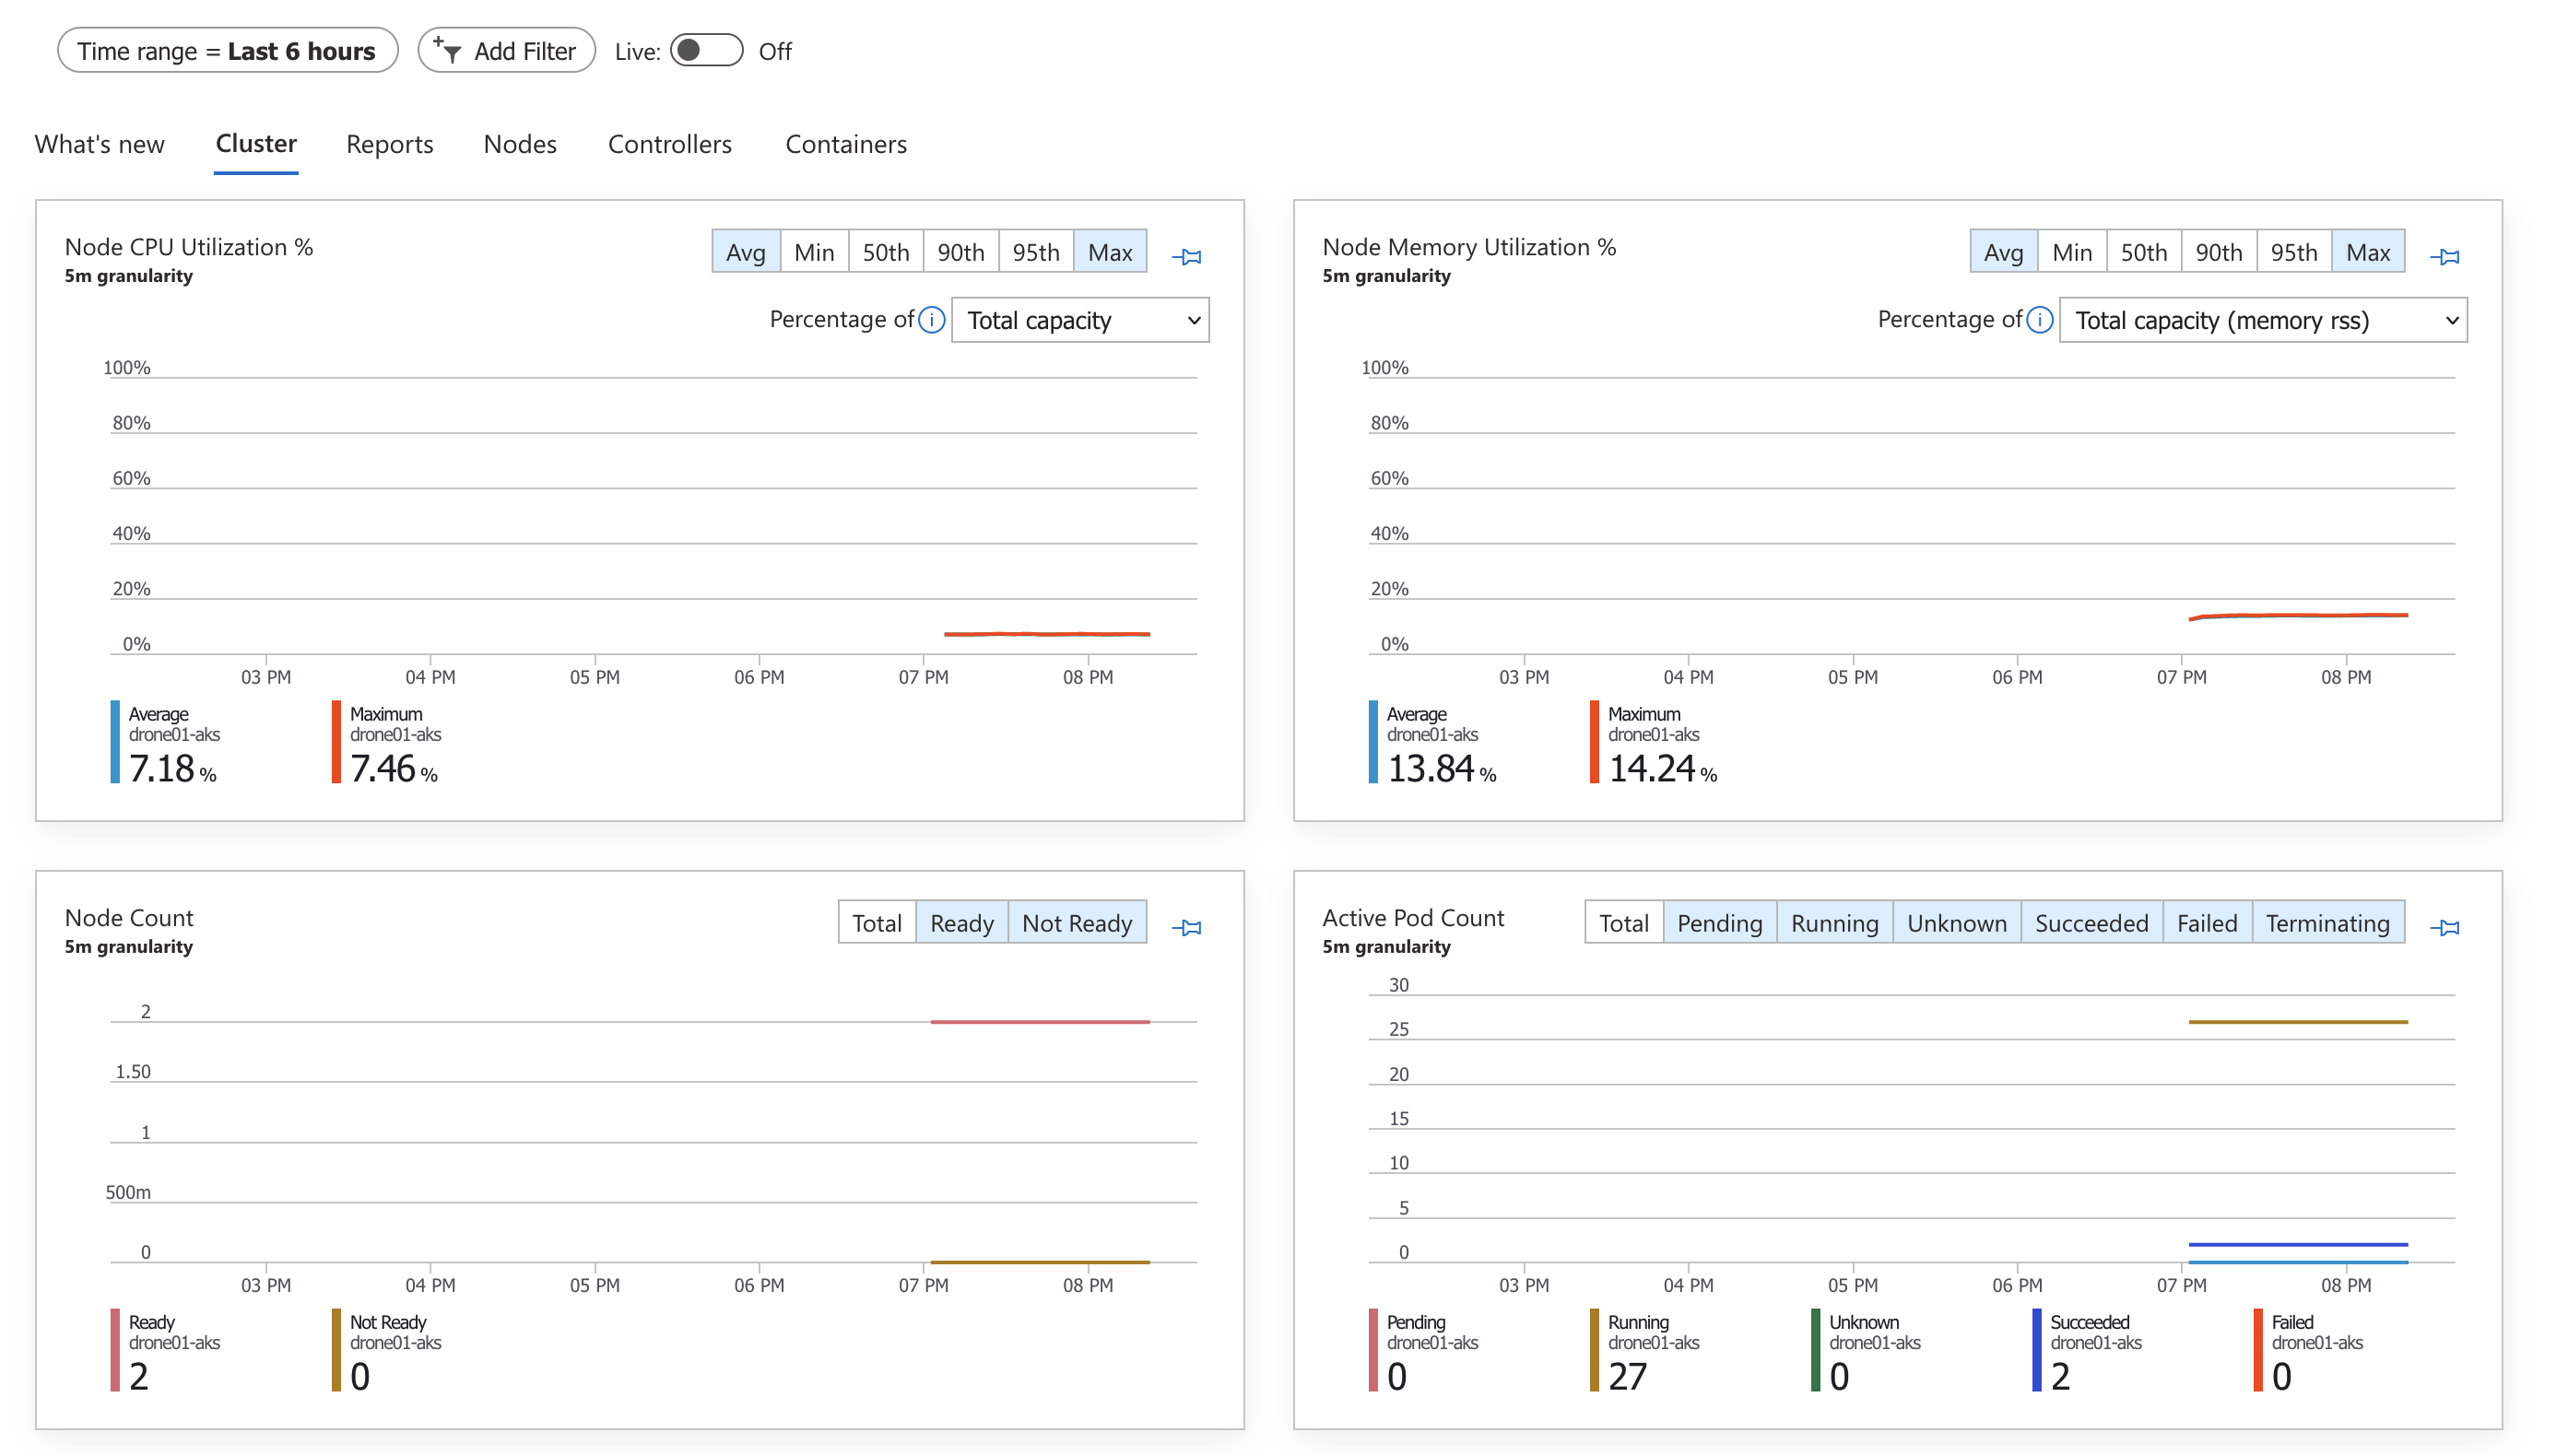 Time range = Last 6 hours Add Filter Live: Off
What's new Cluster Reports Nodes Controllers Containers
Node CPU Utilization %
5m granularity
Avg Min 50th 90th 95th Max
Percentage of Total capacity
100%
80%
60%
40%
20%
0%
03 PM 04 PM 05 PM 06 PM 07 PM 08 PM
Average
drone01-aks
7.18 %
Maximum
drone01-aks
7.46 %
Node Memory Utilization %
5m granularity
Avg Min 50th 90th 95th Max
Percentage of Total capacity (memory rss)
100%
80%
60%
40%
20%
0%
03 PM 04 PM 05 PM 06 PM 07 PM 08 PM
Average
drone01-aks
13.84 %
Maximum
drone01-aks
14.24 %
Node Count
5m granularity
Total Ready Not Ready
2
1.50
1
500m
0
03 PM 04 PM 05 PM 06 PM 07 PM 08 PM
Ready
drone01-aks
2
Not Ready
drone01-aks
0
Active Pod Count
5m granularity
Total Pending Running Unknown Succeeded Failed Terminating
30
25
20
15
10
5
0
03 PM 04 PM 05 PM 06 PM 07 PM 08 PM
Pending
drone01-aks
0
Running
drone01-aks
27
Unknown
drone01-aks
0
Succeeded
drone01-aks
2
Failed
drone01-aks
0